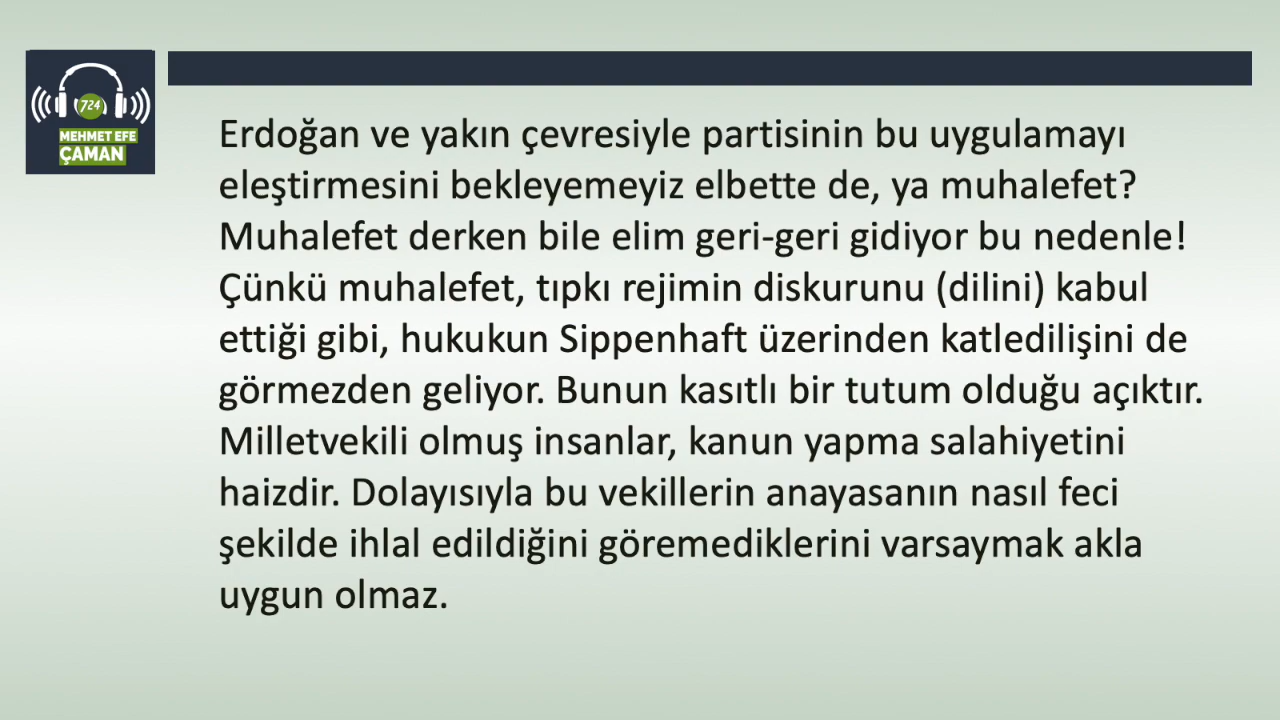 724
MEHMET EFE
ÇAMAN
Erdoğan ve yakın çevresiyle partisinin bu uygulamayı
eleştirmesini bekleyemeyiz elbette de, ya muhalefet?
Muhalefet derken bile elim geri-geri gidiyor bu nedenle!
Çünkü muhalefet, tıpkı rejimin diskurunu (dilini) kabul
ettiği gibi, hukukun Sippenhaft üzerinden katledilişini de
görmezden geliyor. Bunun kasıtlı bir tutum olduğu açıktır.
Milletvekili olmuş insanlar, kanun yapma salahiyetini
haizdir. Dolayısıyla bu vekillerin anayasanın nasıl feci
şekilde ihlal edildiğini göremediklerini varsaymak akla
uygun olmaz.